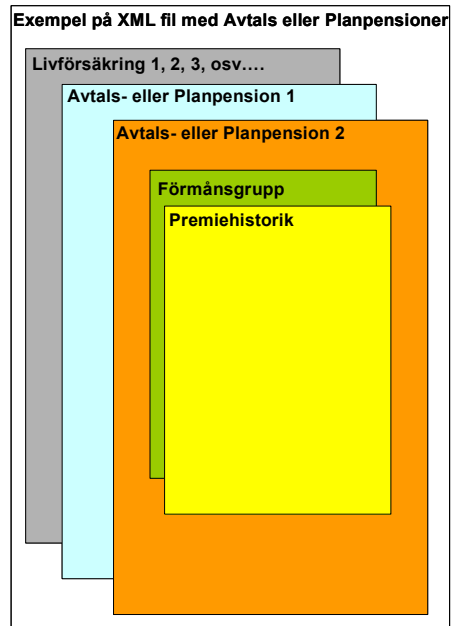 Exempel på XML fil med Avtals eller Planpensioner
Livförsäkring 1, 2, 3, osv….
Avtals- eller Planpension 1
Avtals- eller Planpension 2
Förmånsgrupp
Premiehistorik